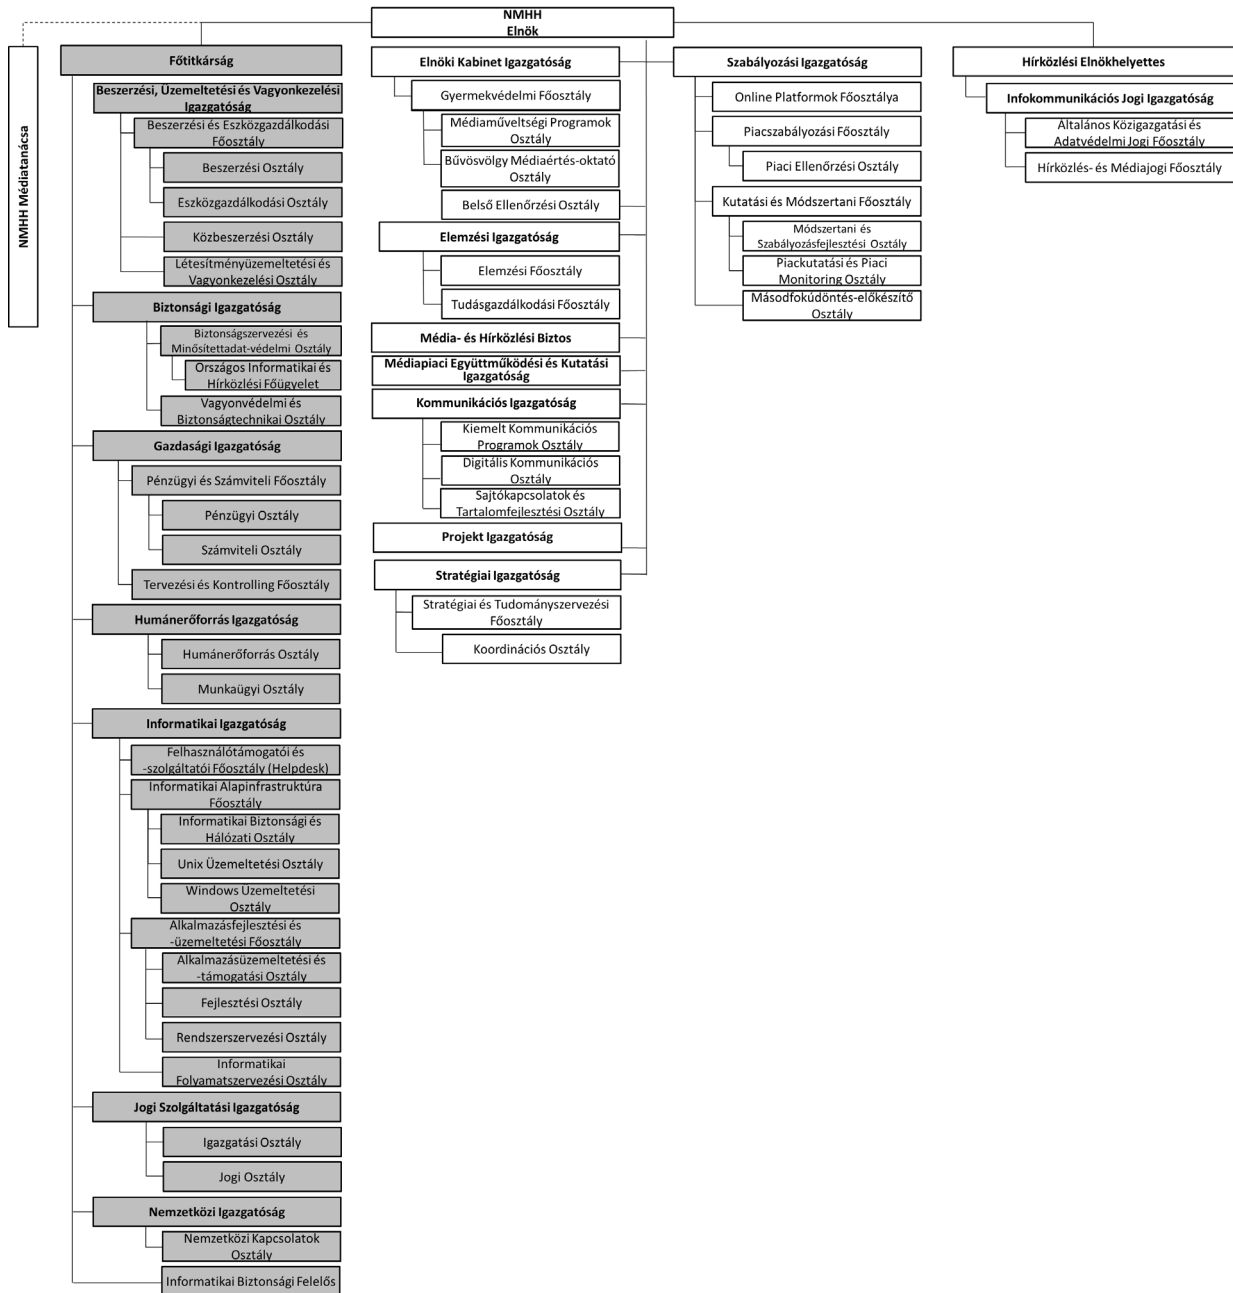 NMHH
Elnök
NMHH Médiatanácsa
Főtitkárság
Beszerzési, Üzemeltetési és Vagyonkezelési
Igazgatóság
Beszerzési és Eszközgazdálkodási
Főosztály
Beszerzési Osztály
Eszközgazdálkodási Osztály
Közbeszerzési Osztály
Létesítményüzemeltetési és
Vagyonkezelési Osztály
Biztonsági Igazgatóság
Biztonságszervezési és
Minősítettadat-védelmi Osztály
Országos Informatikai és
Hírközlési Főügyelet
Vagyonvédelmi és
Biztonságtechnikai Osztály
Gazdasági Igazgatóság
Pénzügyi és Számviteli Főosztály
Pénzügyi Osztály
Számviteli Osztály
Tervezési és Kontrolling Főosztály
Humánerőforrás Igazgatóság
Humánerőforrás Osztály
Munkaügyi Osztály
Informatikai Igazgatóság
Felhasználótámogatói és
-szolgáltatói Főosztály (Helpdesk)
Informatikai Alapinfrastruktúra
Főosztály
Informatikai Biztonsági és
Hálózati Osztály
Unix Üzemeltetési Osztály
Windows Üzemeltetési
Osztály
Alkalmazásfejlesztési és
-üzemeltetési Főosztály
Alkalmazásüzemeltetési és
-támogatási Osztály
Fejlesztési Osztály
Rendszerszervezési Osztály
Informatikai
Folyamatszervezési Osztály
Jogi Szolgáltatási Igazgatóság
Igazgatási Osztály
Jogi Osztály
Nemzetközi Igazgatóság
Nemzetközi Kapcsolatok
Osztály
Informatikai Biztonsági Felelős
Elnöki Kabinet Igazgatóság
Gyermekvédelmi Főosztály
Médiaműveltségi Programok
Osztály
Bűvösvölgy Médiaértés-oktató
Osztály
Belső Ellenőrzési Osztály
Elemzési Igazgatóság
Elemzési Főosztály
Tudásgazdálkodási Főosztály
Média- és Hírközlési Biztos
Médiapiaci Együttműködési és Kutatási
Igazgatóság
Kommunikációs Igazgatóság
Kiemelt Kommunikációs
Programok Osztály
Digitális Kommunikációs
Osztály
Sajtókapcsolatok és
Tartalomfejlesztési Osztály
Projekt Igazgatóság
Stratégiai Igazgatóság
Stratégiai és Tudományszervezési
Főosztály
Koordinációs Osztály
Szabályozási Igazgatóság
Online Platformok Főosztálya
Piacszabályozási Főosztály
Piaci Ellenőrzési Osztály
Kutatási és Módszertani Főosztály
Módszertani és
Szabályozásfejlesztési Osztály
Piackutatási és Piaci
Monitoring Osztály
Másodfokúdöntés-előkészítő
Osztály
Hírközlési Elnökhelyettes
Infokommunikációs Jogi Igazgatóság
Általános Közigazgatási és
Adatvédelmi Jogi Főosztály
Hírközlés- és Médiajogi Főosztály